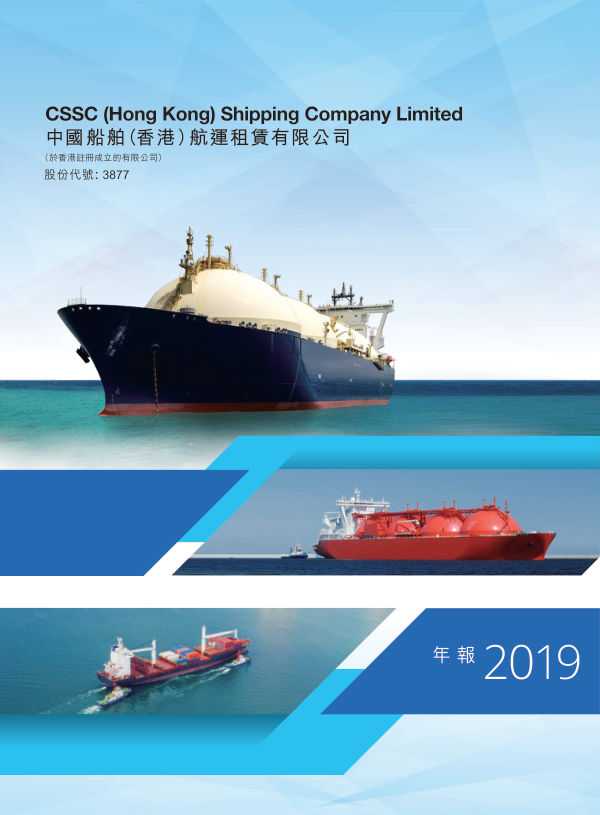 CSSC (Hong Kong) Shipping Company Limited
中國船舶(香港)航運租賃有限公司
(於香港註冊成立的有限公司)
股份代號: 3877
年報 2019